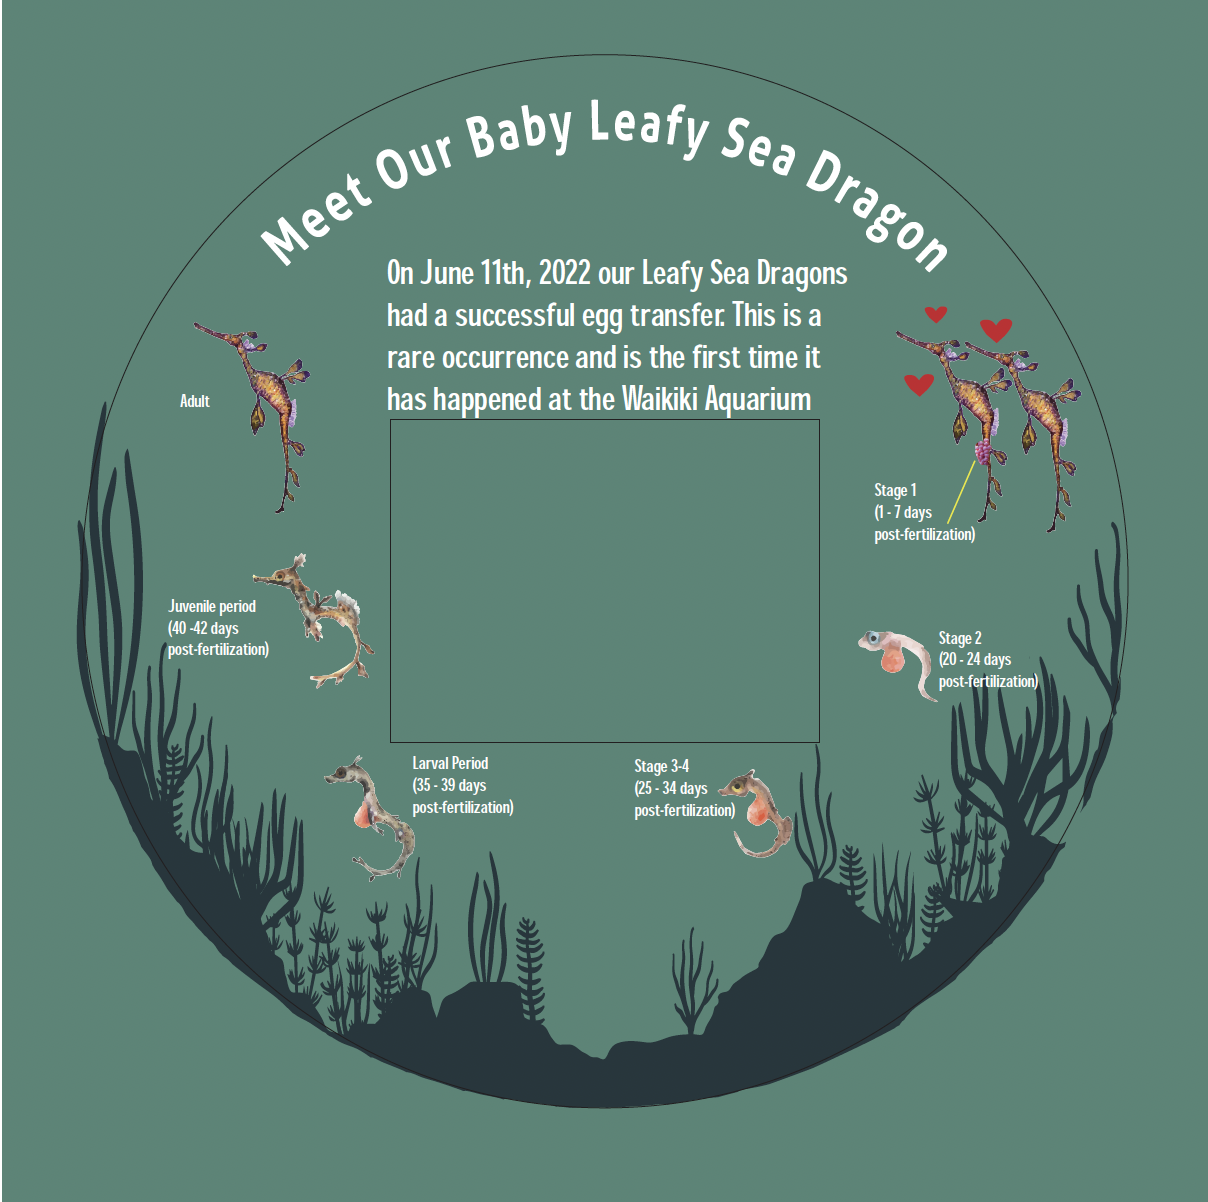 Meet Our Baby Leafy Sea Dragon
On June 11th, 2022 our Leafy Sea Dragons
had a successful egg transfer. This is a
rare occurrence and is the first time it
has happened at the Waikiki Aquarium
Adult
Stage 1
(1 - 7 days
post-fertilization)
Juvenile period
(40 -42 days
post-fertilization)
Stage 2
(20 - 24 days
post-fertilization)
Larval Period
(35 - 39 days
post-fertilization)
Stage 3-4
(25 - 34 days
post-fertilization)